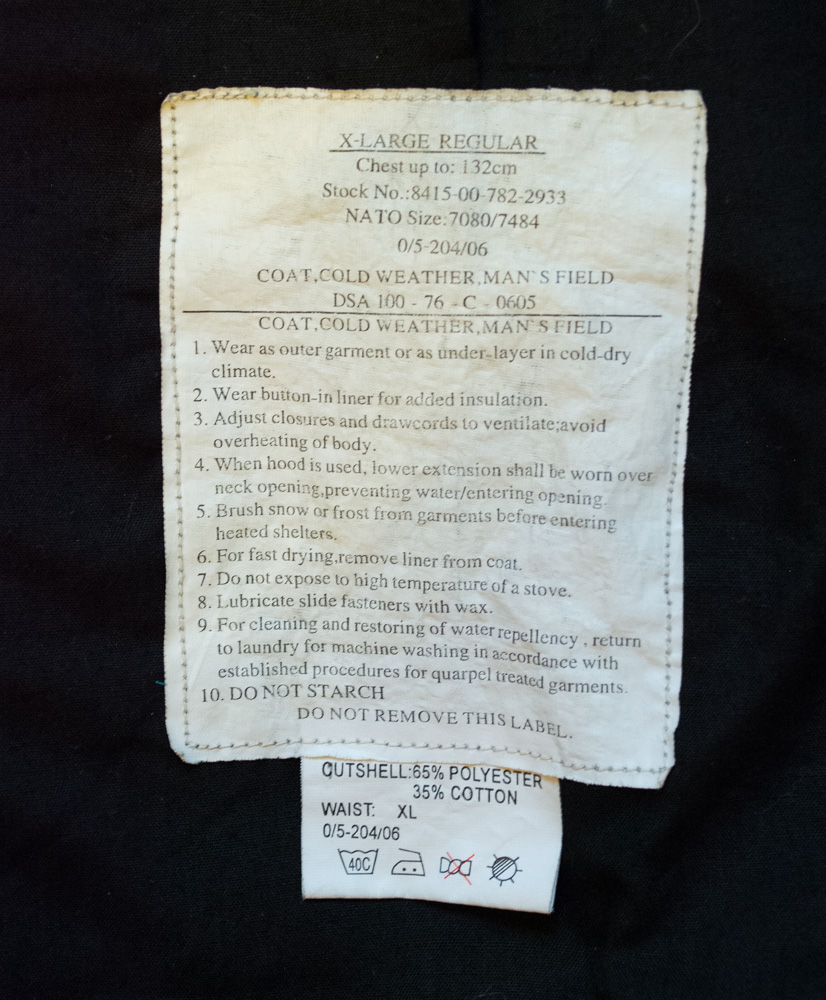 X-LARGE REGULAR
Chest up to: 132cm
Stock No.:8415-00-782-2933
NATO Size:7080/7484
0/5-204/06
COAT,COLD WEATHER,MAN`S FIELD
DSA 100 - 76 - C - 0605
COAT,COLD WEATHER,MAN`S FIELD
1. Wear as outer garment or as under-layer in cold-dry
climate.
2. Wear button-in liner for added insulation.
3. Adjust closures and drawcords to ventilate;avoid
overheating of body.
4. When hood is used, lower extension shall be worn over
neck opening,preventing water/entering opening.
5. Brush snow or frost from garments before entering
heated shelters.
6. For fast drying,remove liner from coat.
7. Do not expose to high temperature of a stove.
8. Lubricate slide fasteners with wax.
9. For cleaning and restoring of water repellency , return
to laundry for machine washing in accordance with
established procedures for quarpel treated garments.
10. DO NOT STARCH
DO NOT REMOVE THIS LABEL.
OUTSHELL:65% POLYESTER
35% COTTON
WAIST: XL
0/5-204/06
40C